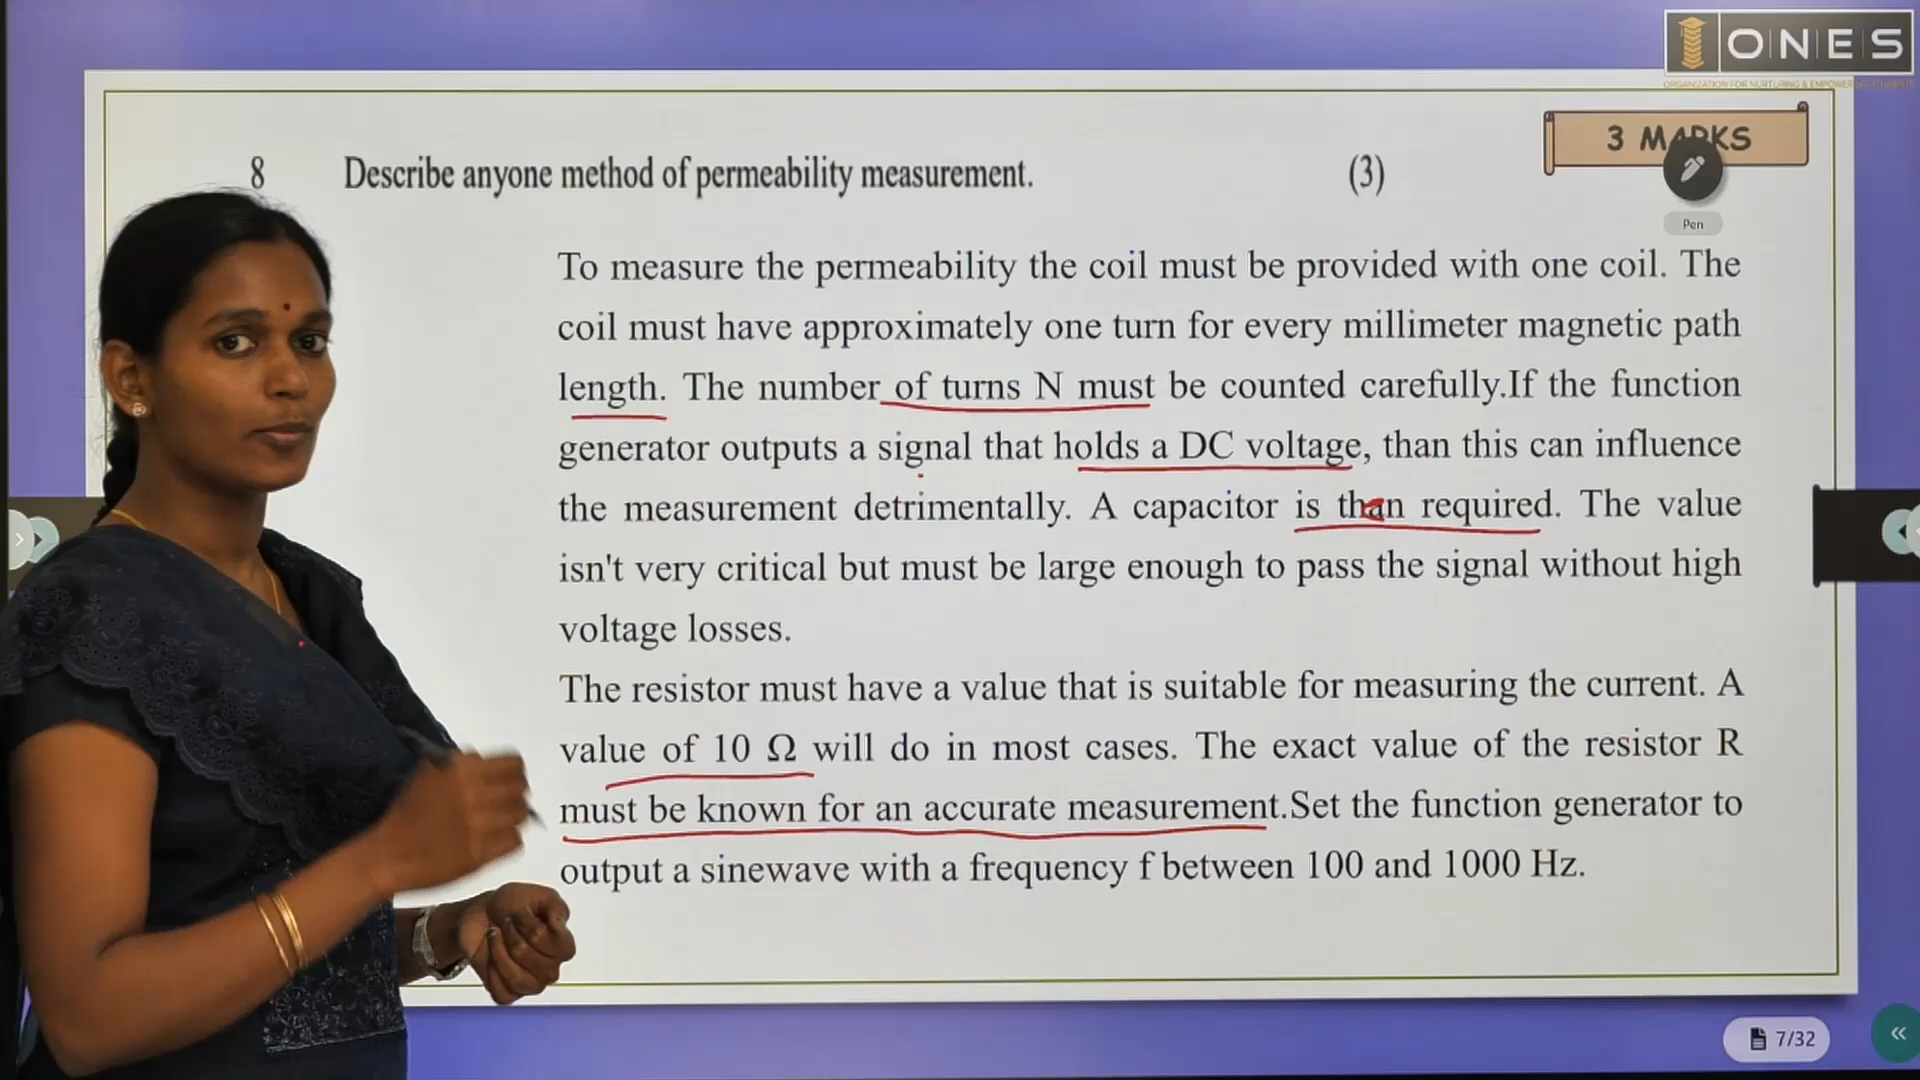 ONES
ORGANIZATION FOR NURTURING & EMPOWERING STUDENTS
3 MARKS
8 Describe anyone method of permeability measurement. (3)
Pen
To measure the permeability the coil must be provided with one coil. The
coil must have approximately one turn for every millimeter magnetic path
length. The number of turns N must be counted carefully.If the function
generator outputs a signal that holds a DC voltage, than this can influence
the measurement detrimentally. A capacitor is than required. The value
isn't very critical but must be large enough to pass the signal without high
voltage losses.
The resistor must have a value that is suitable for measuring the current. A
value of 10 Ω will do in most cases. The exact value of the resistor R
must be known for an accurate measurement.Set the function generator to
output a sinewave with a frequency f between 100 and 1000 Hz.
7/32